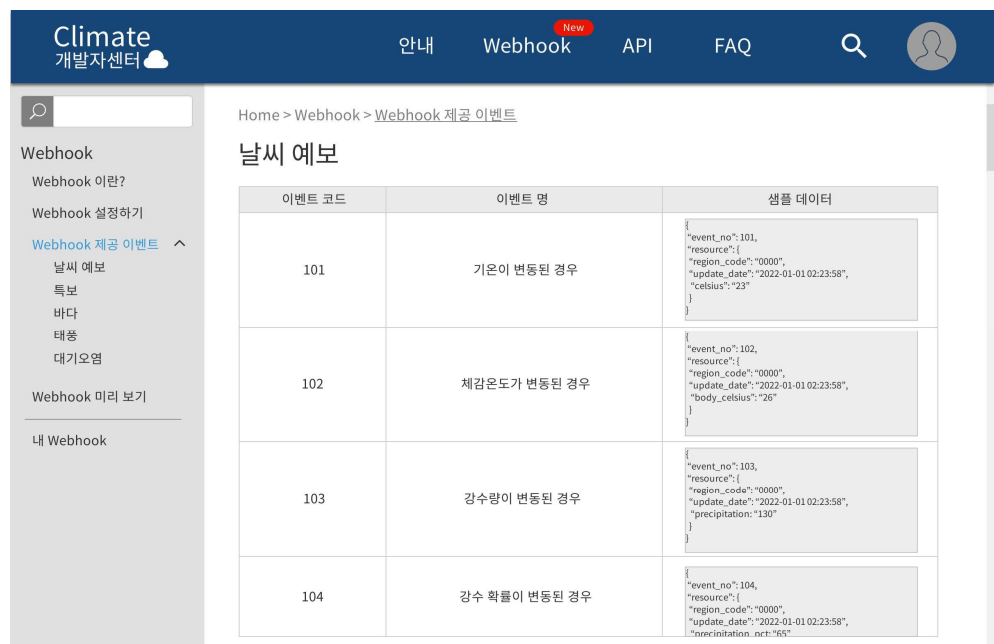 Climate
개발자센터
안내
Webhook
New
API
FAQ
Webhook
Webhook 이란?
Webhook 설정하기
Webhook 제공 이벤트
날씨 예보
특보
바다
태풍
대기오염
Webhook 미리 보기
내 Webhook
Home > Webhook > Webhook 제공 이벤트
날씨 예보
이벤트 코드 이벤트 명 샘플 데이터
101 기온이 변동된 경우
{
“event_no”: 101,
“resource”: {
“region_code”: “0000”,
“update_date”: “2022-01-01 02:23:58”,
“celsius”: “23”
}
}
102 체감온도가 변동된 경우
{
“event_no”: 102,
“resource”: {
“region_code”: “0000”,
“update_date”: “2022-01-01 02:23:58”,
“body_celsius”: “26”
}
}
103 강수량이 변동된 경우
{
“event_no”: 103,
“resource”: {
“region_code”: “0000”,
“update_date”: “2022-01-01 02:23:58”,
“precipitation: “130”
}
}
104 강수 확률이 변동된 경우
{
“event_no”: 104,
“resource”: {
“region_code”: “0000”,
“update_date”: “2022-01-01 02:23:58”,
“precipitation_pct: “65”